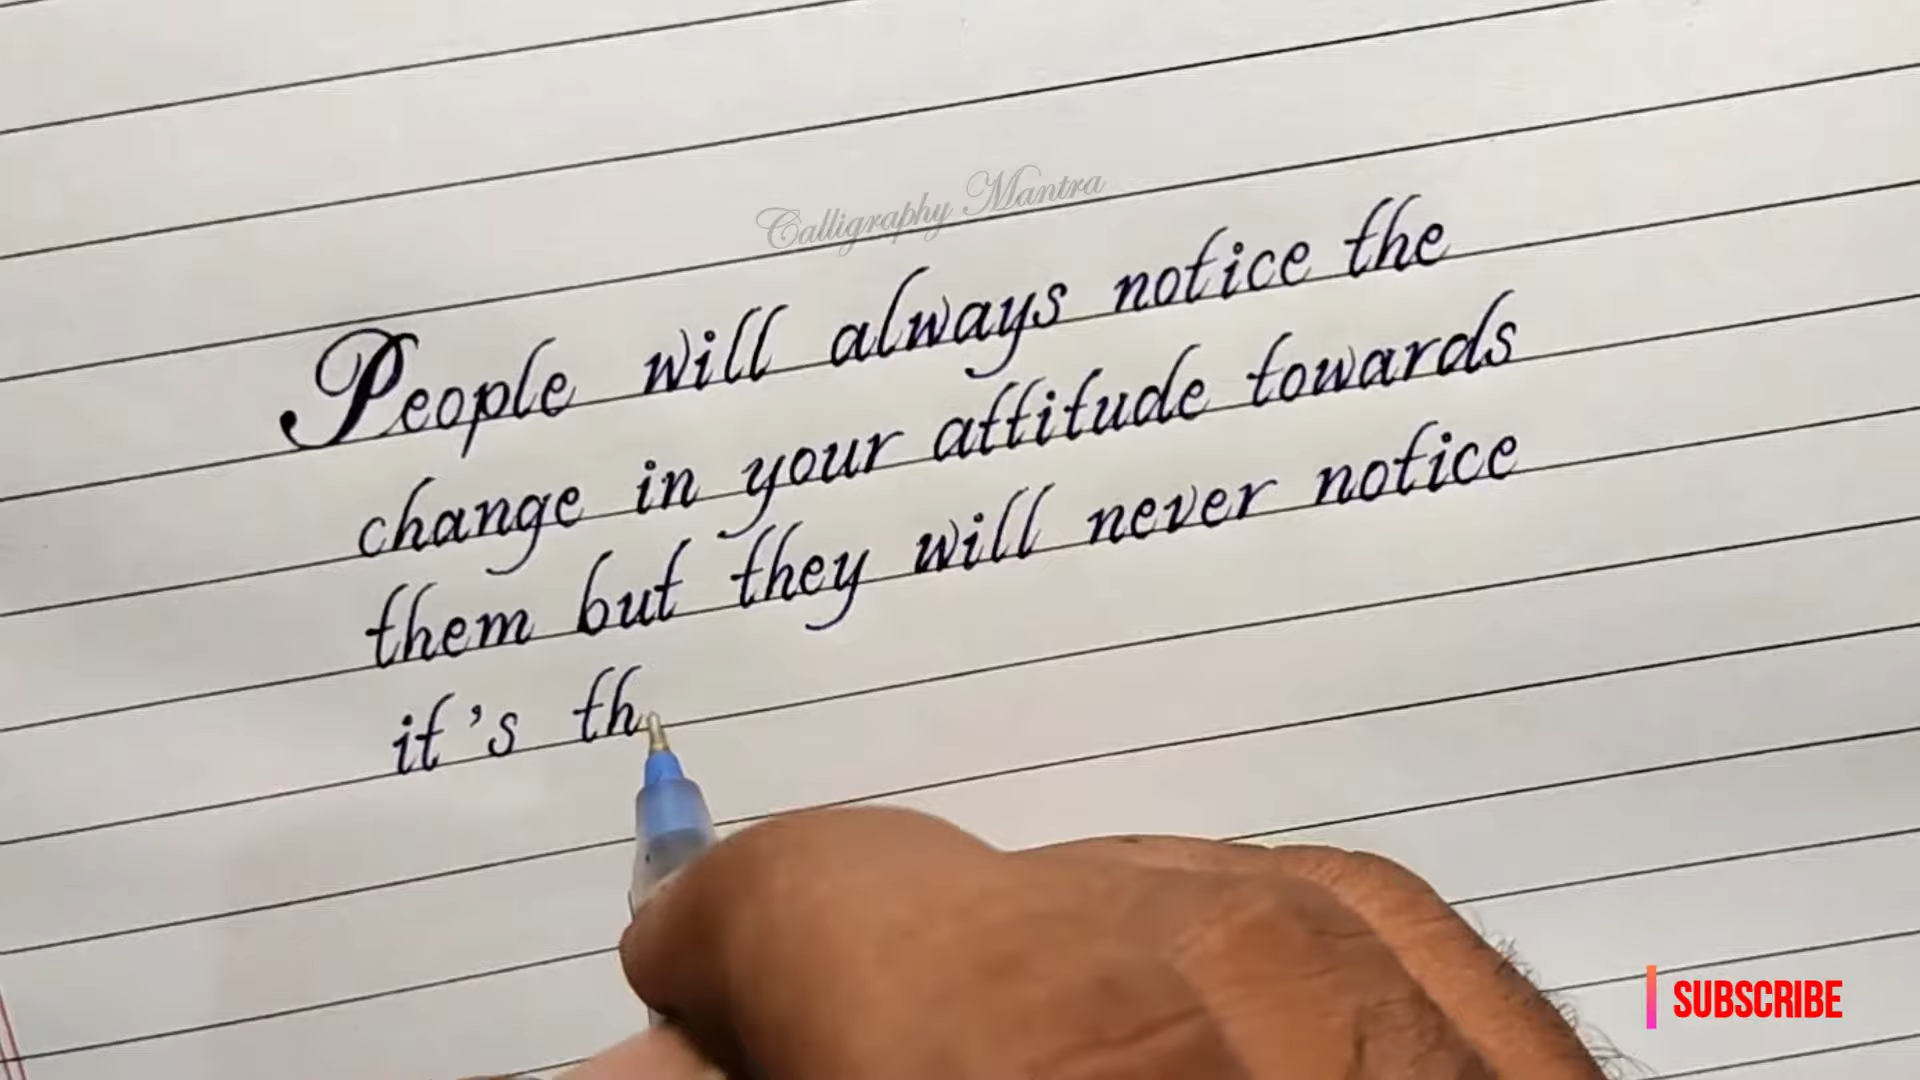 Calligraphy Mantra
People will always notice the
change in your attitude towards
them but they will never notice
it's th
SUBSCRIBE